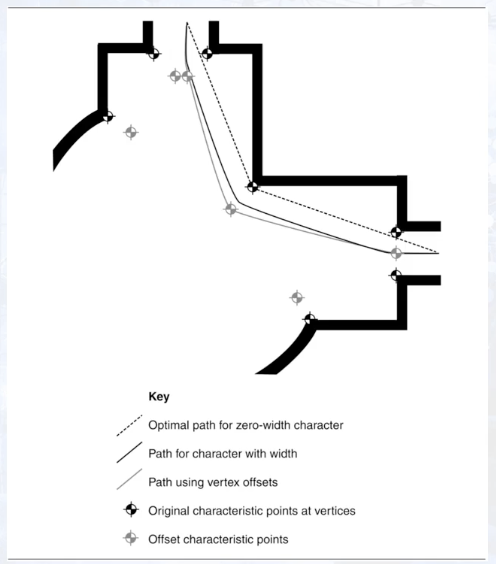 Key
Optimal path for zero-width character
Path for character with width
Path using vertex offsets
Original characteristic points at vertices
Offset characteristic points